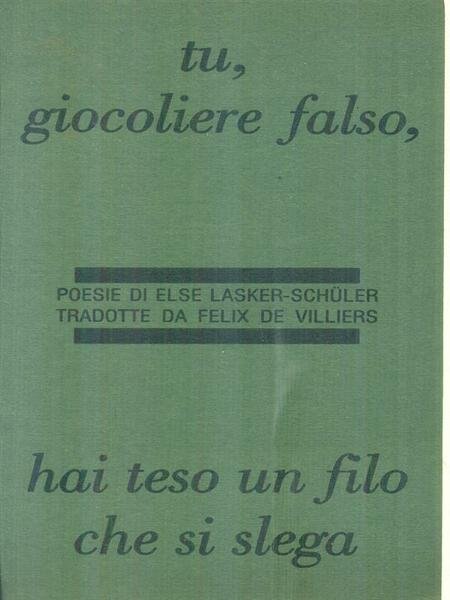 tu,
giocoliere falso,
POESIE DI ELSE LASKER-SCHÜLER
TRADOTTE DA FELIX DE VILLIERS
hai teso un filo
che si slega